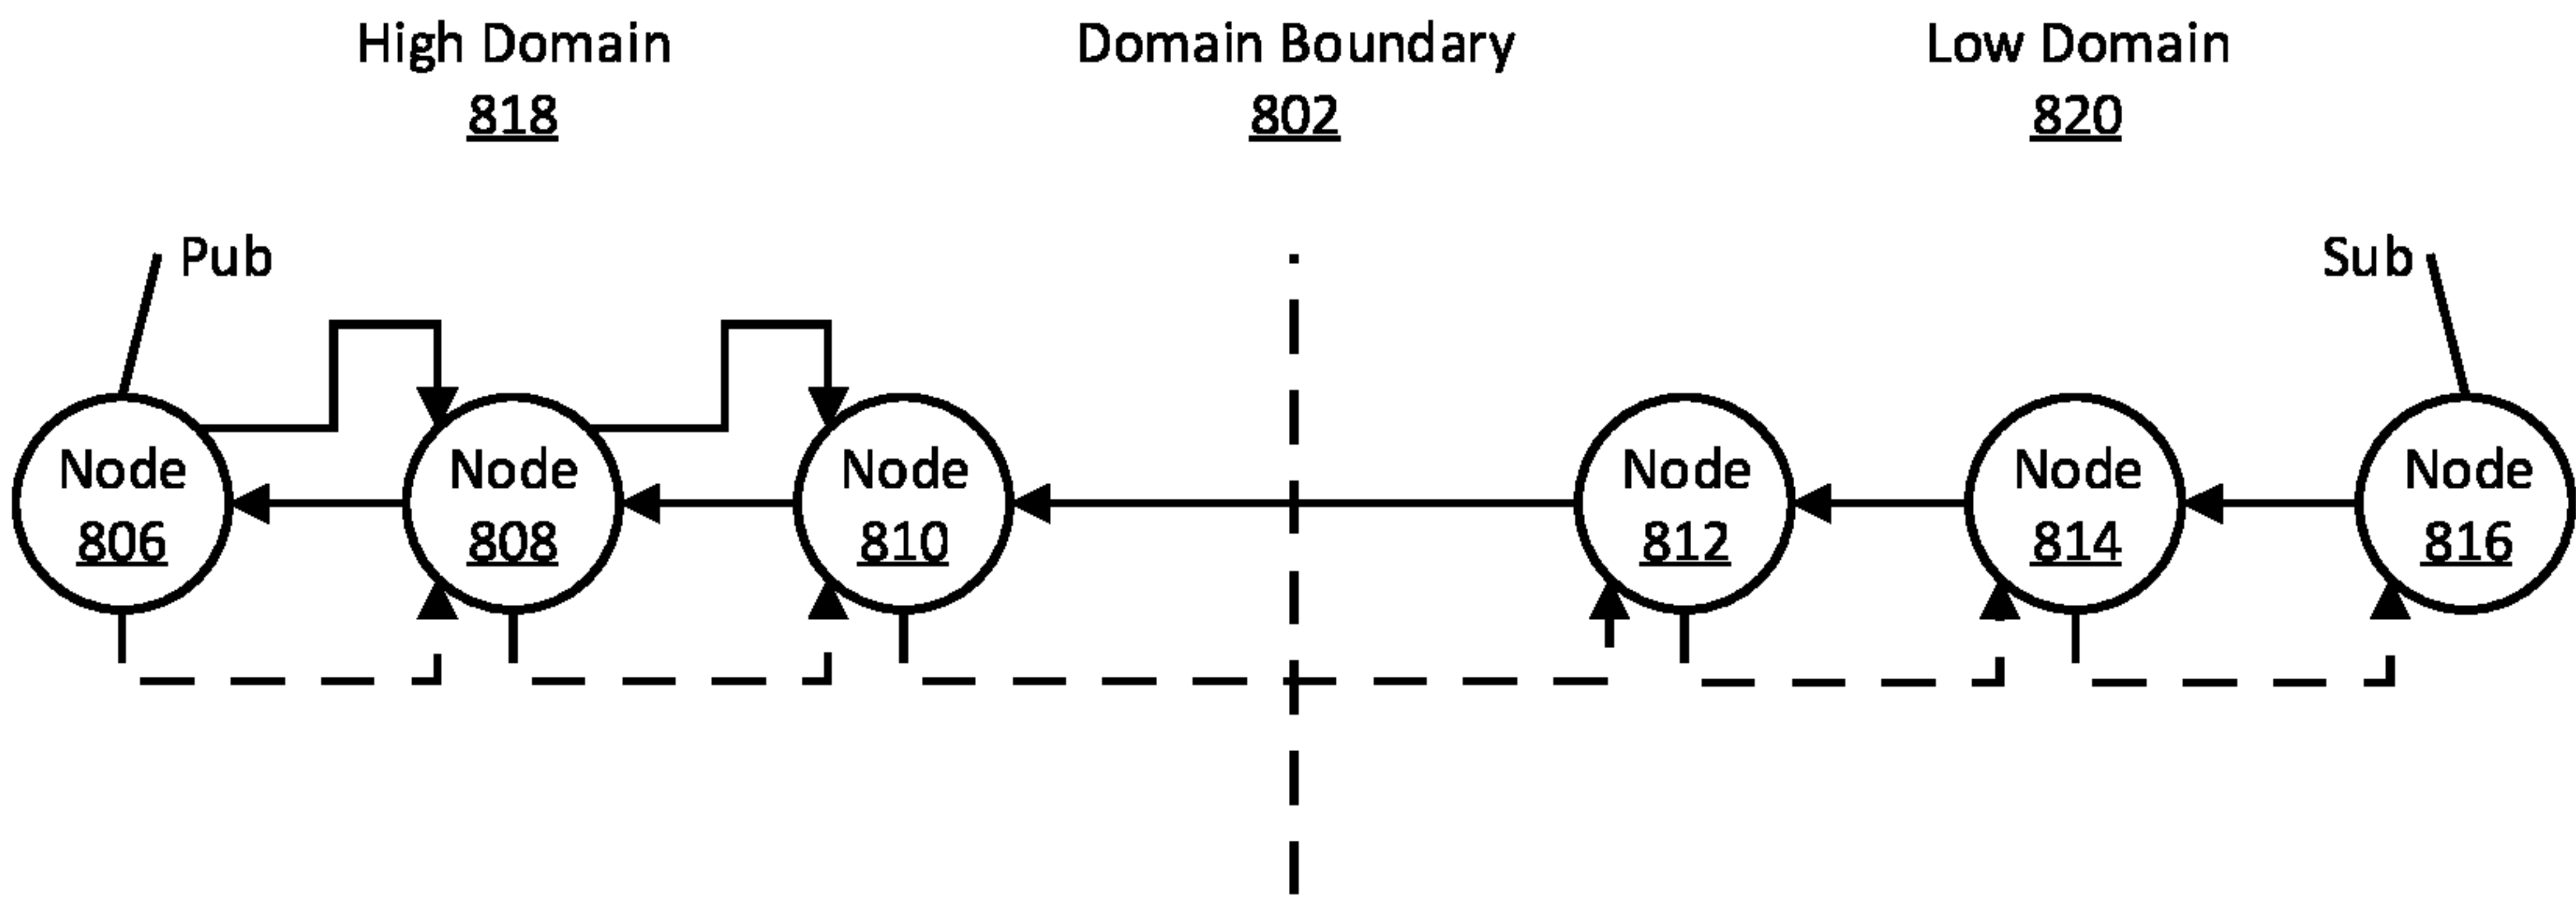 High Domain
818
Domain Boundary
802
Low Domain
820
Pub
Sub
Node
806
Node
808
Node
810
Node
812
Node
814
Node
816